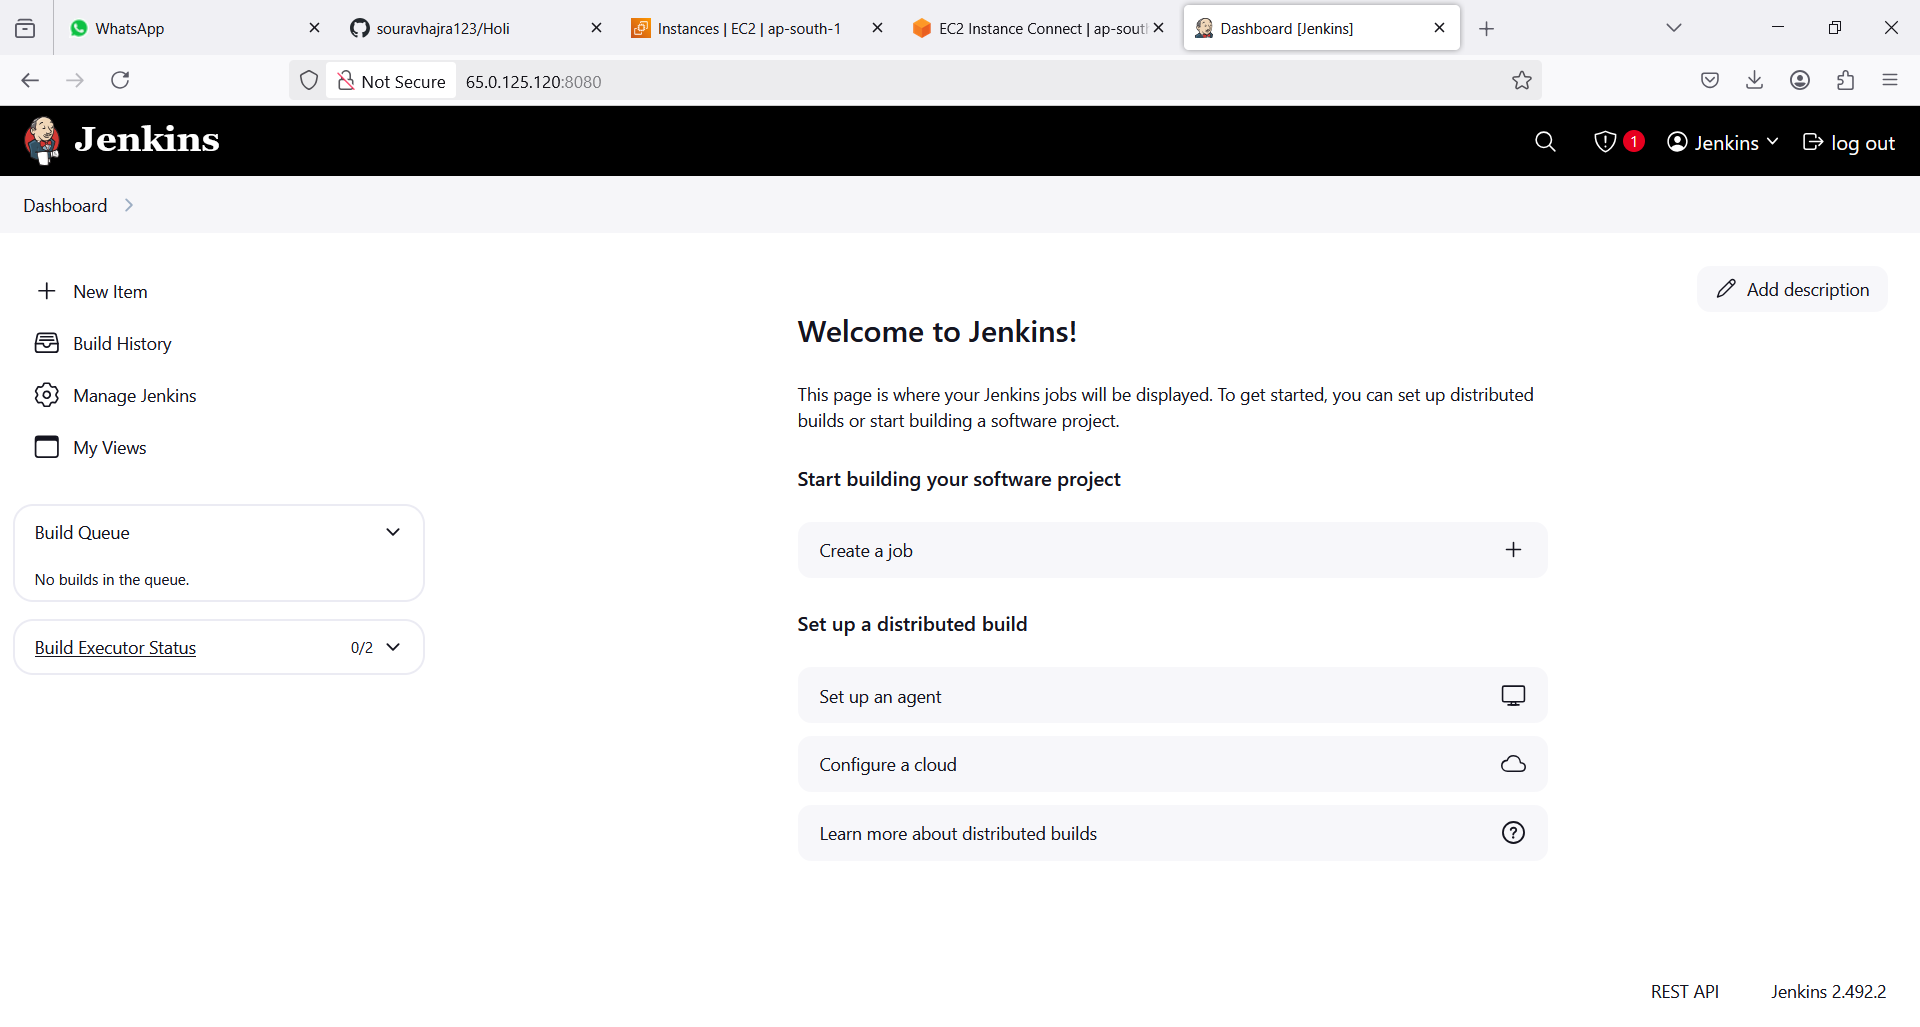 WhatsApp
souravhajra123/Holi
Instances | EC2 | ap-south-1
EC2 Instance Connect | ap-sout
Dashboard [Jenkins]
Not Secure
65.0.125.120:8080
Jenkins
1
Jenkins
log out
Dashboard
New Item
Build History
Manage Jenkins
My Views
Build Queue
No builds in the queue.
Build Executor Status
0/2
Add description
Welcome to Jenkins!
This page is where your Jenkins jobs will be displayed. To get started, you can set up distributed
builds or start building a software project.
Start building your software project
Create a job
Set up a distributed build
Set up an agent
Configure a cloud
Learn more about distributed builds
REST API
Jenkins 2.492.2